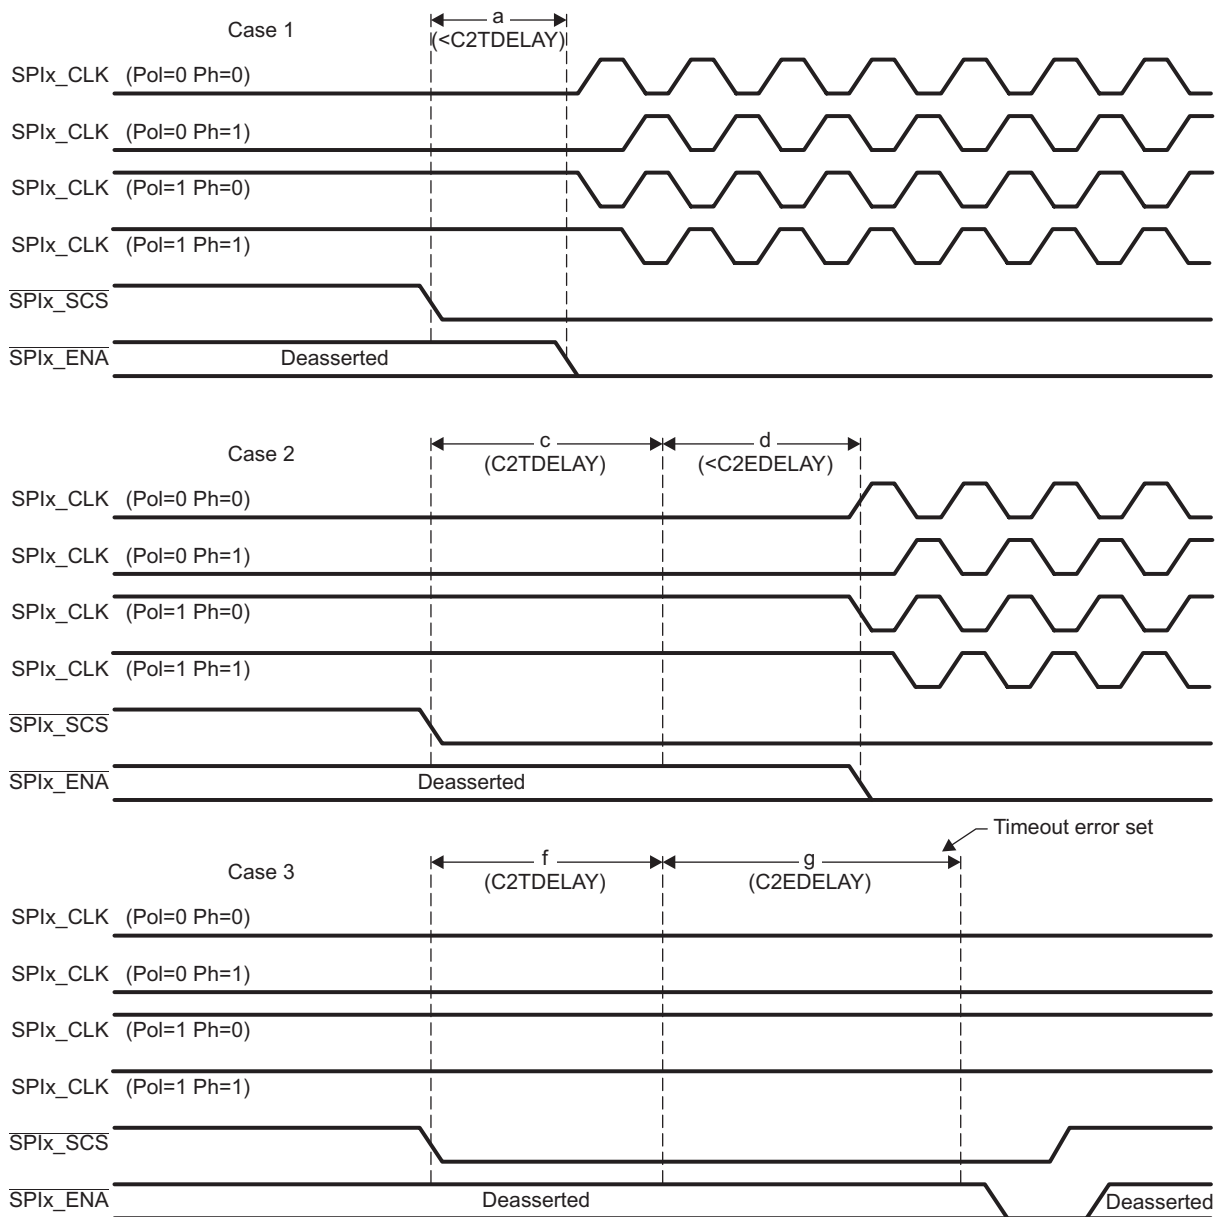 Case 1
a
(<C2TDELAY)
SPIx_CLK (Pol=0 Ph=0)
SPIx_CLK (Pol=0 Ph=1)
SPIx_CLK (Pol=1 Ph=0)
SPIx_CLK (Pol=1 Ph=1)
SPIx_SCS
SPIx_ENA Deasserted
Case 2
c d
(C2TDELAY) (<C2EDELAY)
SPIx_CLK (Pol=0 Ph=0)
SPIx_CLK (Pol=0 Ph=1)
SPIx_CLK (Pol=1 Ph=0)
SPIx_CLK (Pol=1 Ph=1)
SPIx_SCS
SPIx_ENA Deasserted
Timeout error set
Case 3
f g
(C2TDELAY) (C2EDELAY)
SPIx_CLK (Pol=0 Ph=0)
SPIx_CLK (Pol=0 Ph=1)
SPIx_CLK (Pol=1 Ph=0)
SPIx_CLK (Pol=1 Ph=1)
SPIx_SCS
SPIx_ENA Deasserted Deasserted